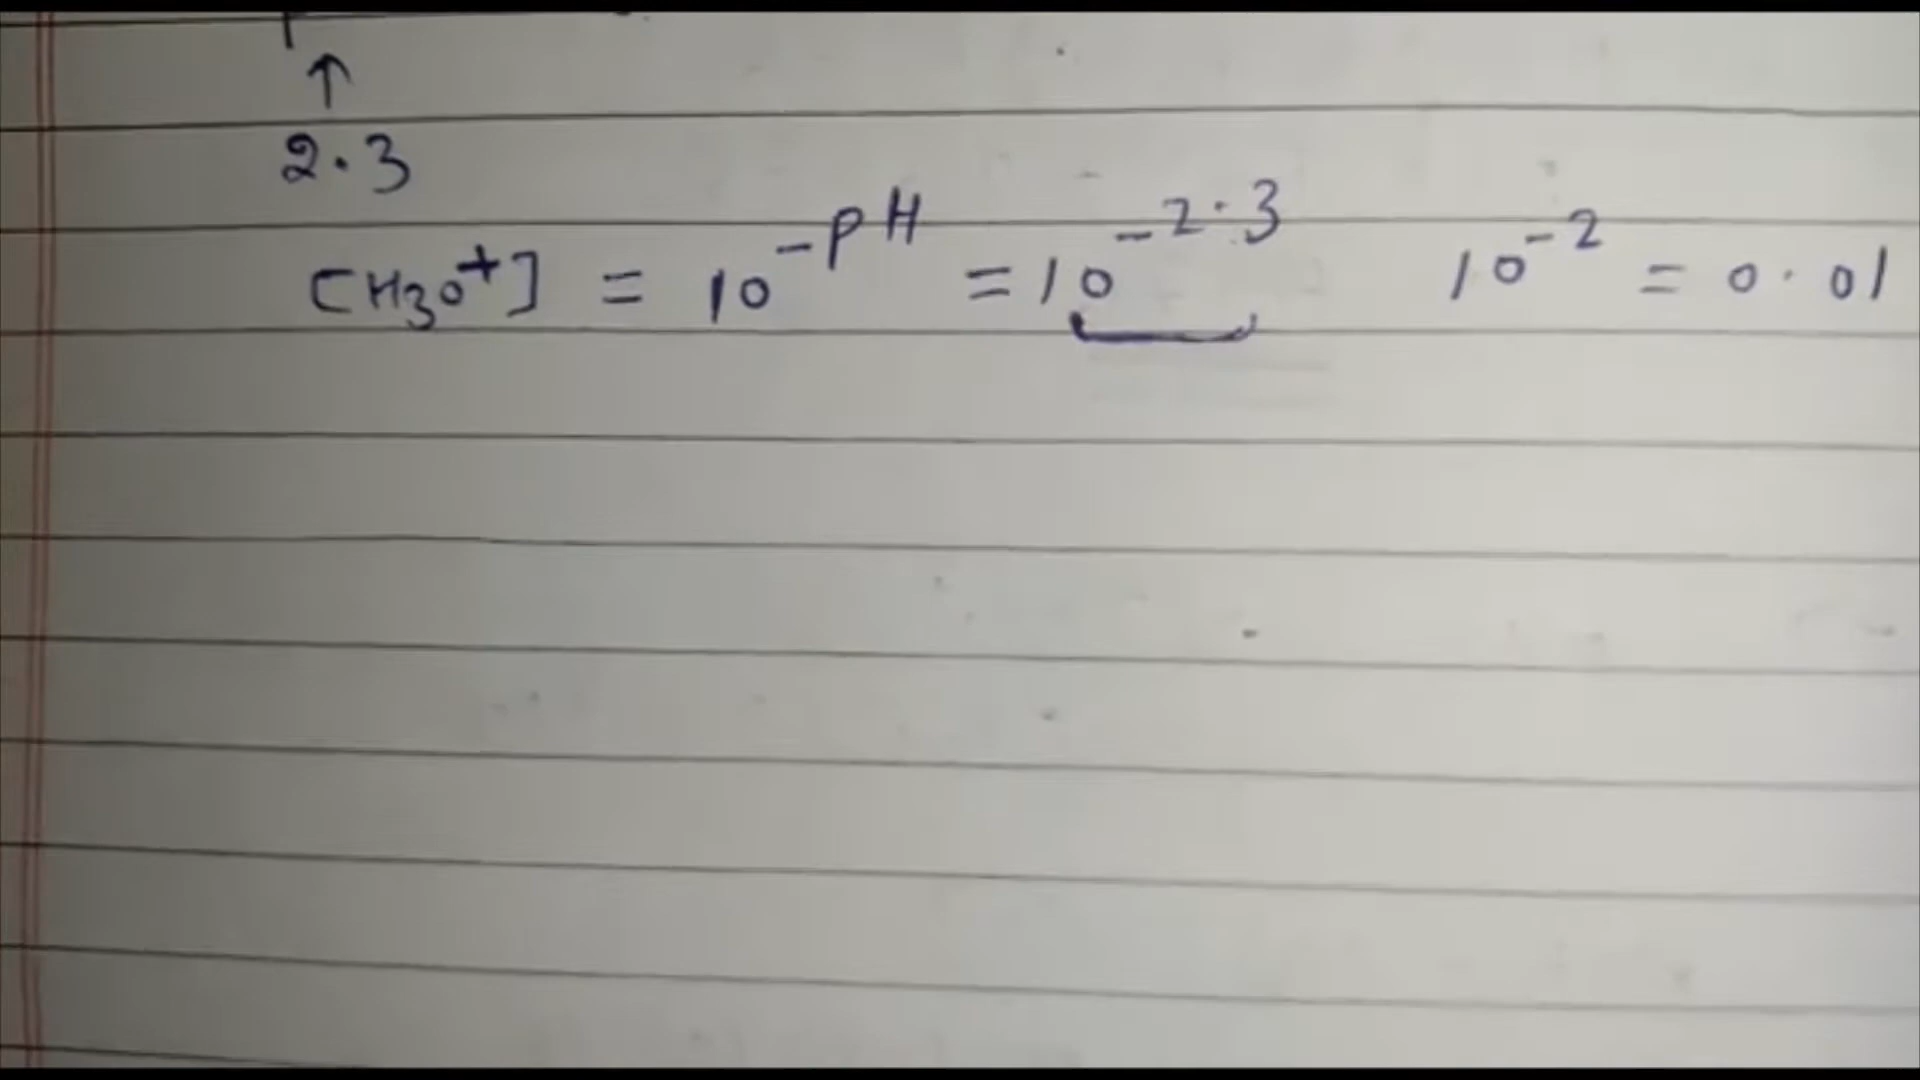 ↑
2.3
[H₃O⁺] = 10⁻ᵖᴴ = 10⁻²·³ 10⁻² = 0.01